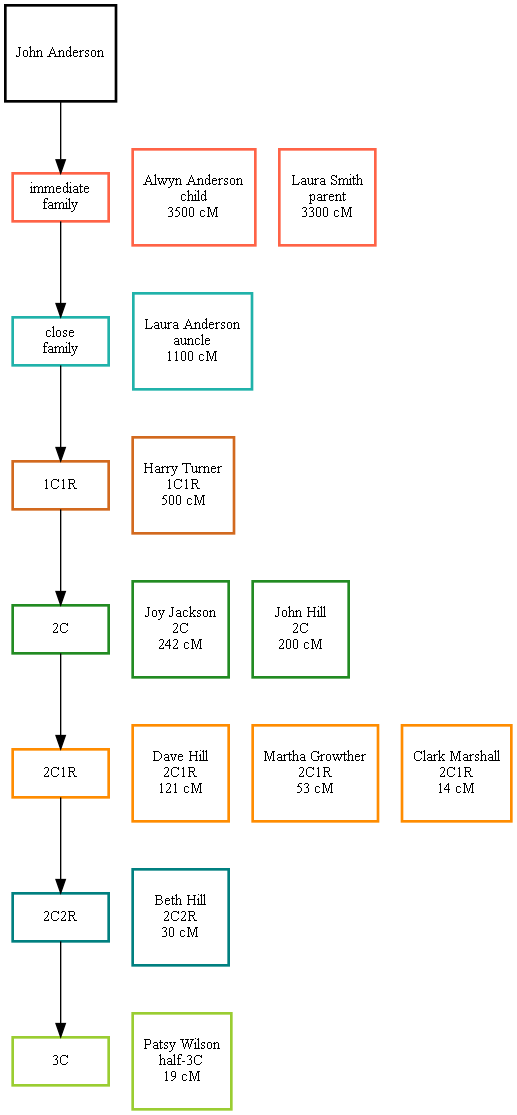 John Anderson
immediate
family
Alwyn Anderson
child
3500 cM
Laura Smith
parent
3300 cM
close
family
Laura Anderson
auncle
1100 cM
1C1R
Harry Turner
1C1R
500 cM
2C
Joy Jackson
2C
242 cM
John Hill
2C
200 cM
2C1R
Dave Hill
2C1R
121 cM
Martha Growther
2C1R
53 cM
Clark Marshall
2C1R
14 cM
2C2R
Beth Hill
2C2R
30 cM
3C
Patsy Wilson
half-3C
19 cM